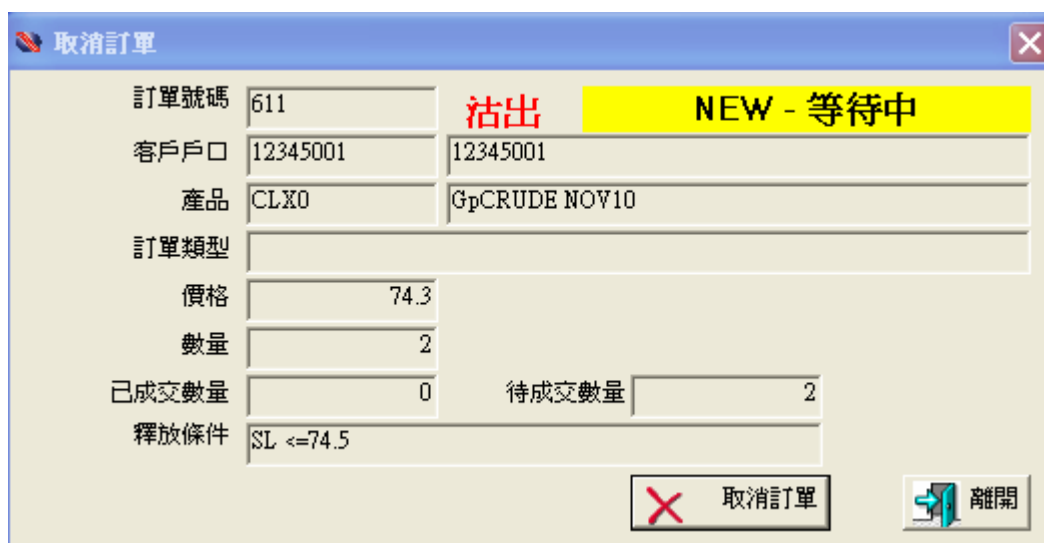 取消訂單
訂單號碼 611 沽出 NEW - 等待中
客戶戶口 12345001 12345001
產品 CLX0 GpCRUDE NOV10
訂單類型
價格 74.3
數量 2
已成交數量 0 待成交數量 2
釋放條件 SL <=74.5
取消訂單 離開